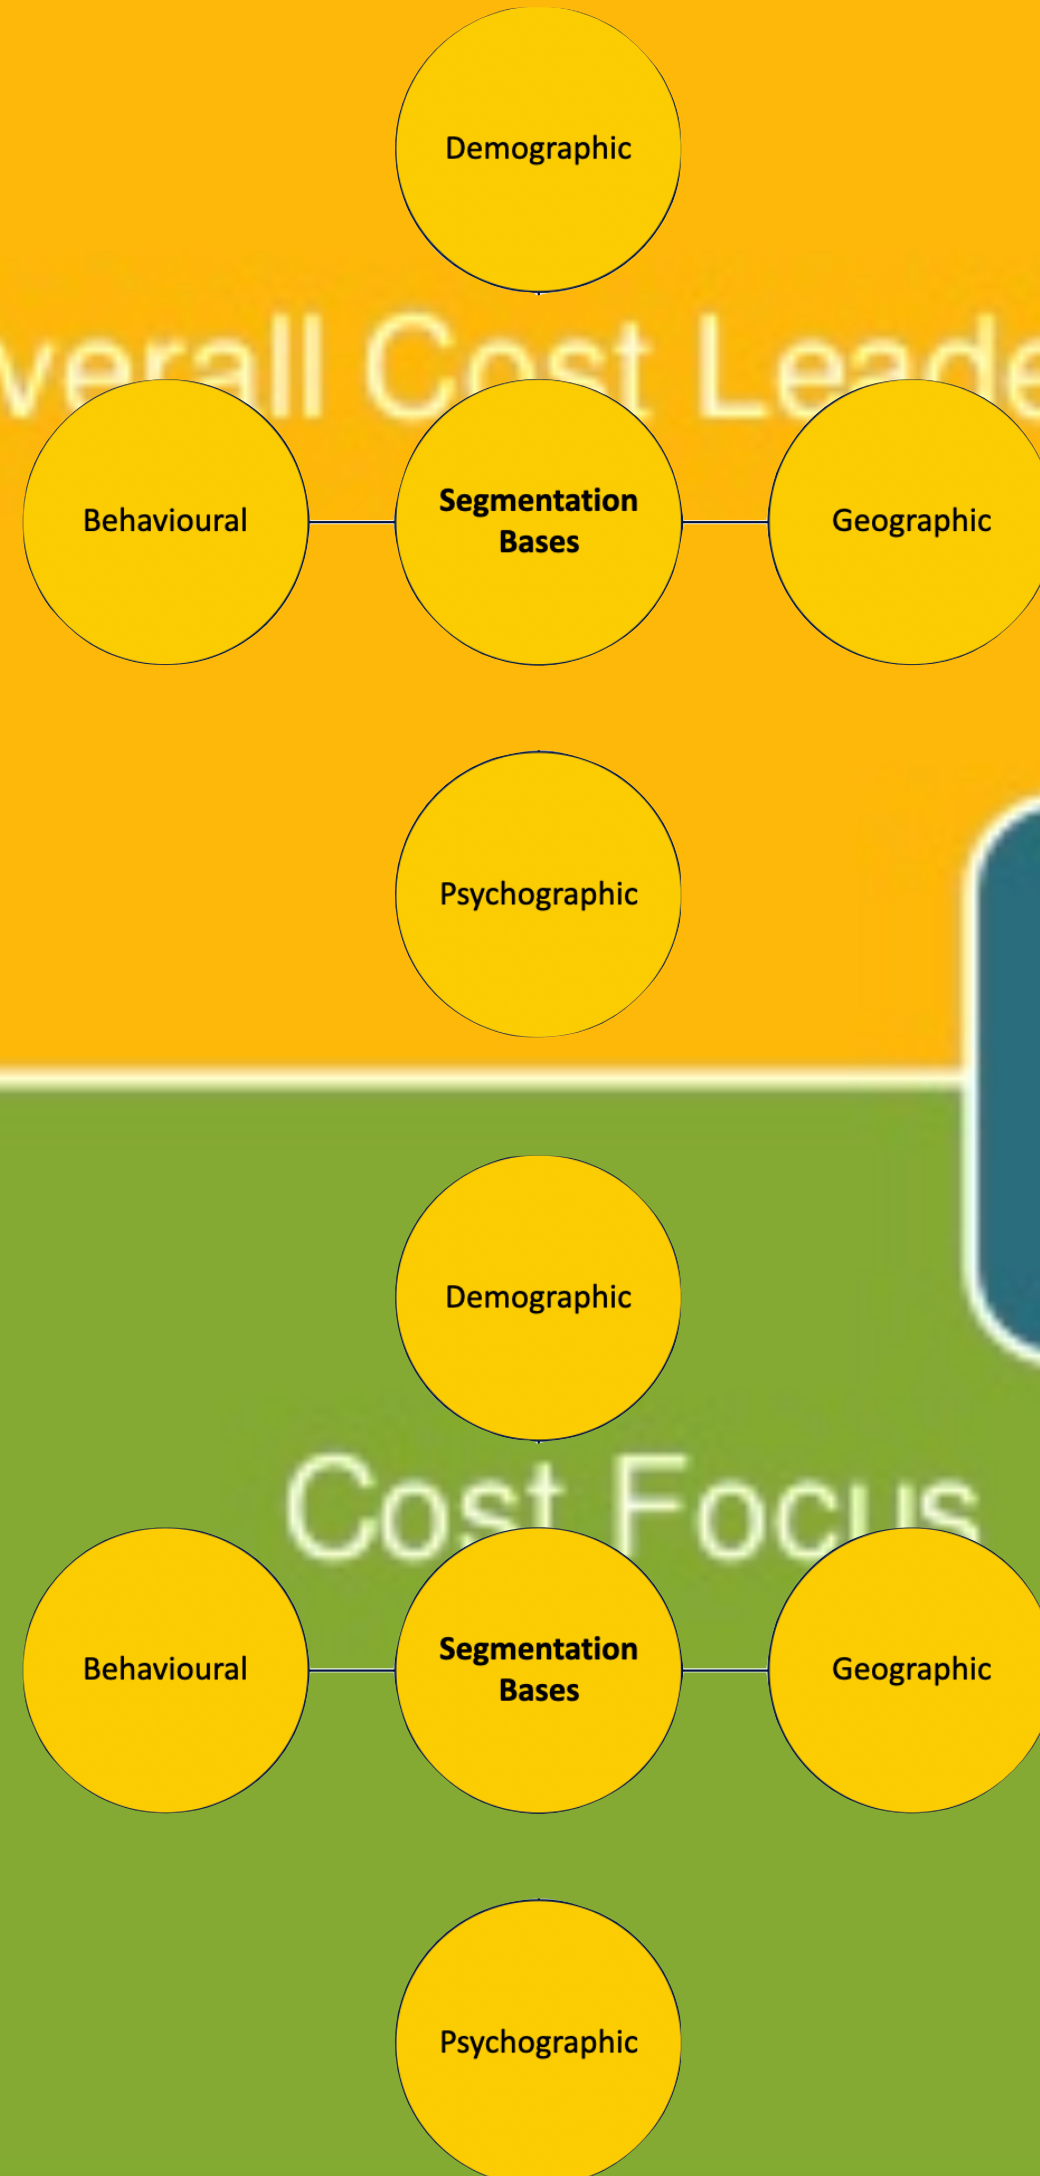 Demographic
verall Cost Leade
Behavioural
Segmentation
Bases
Geographic
Psychographic
Demographic
Cost Focus
Behavioural
Segmentation
Bases
Geographic
Psychographic